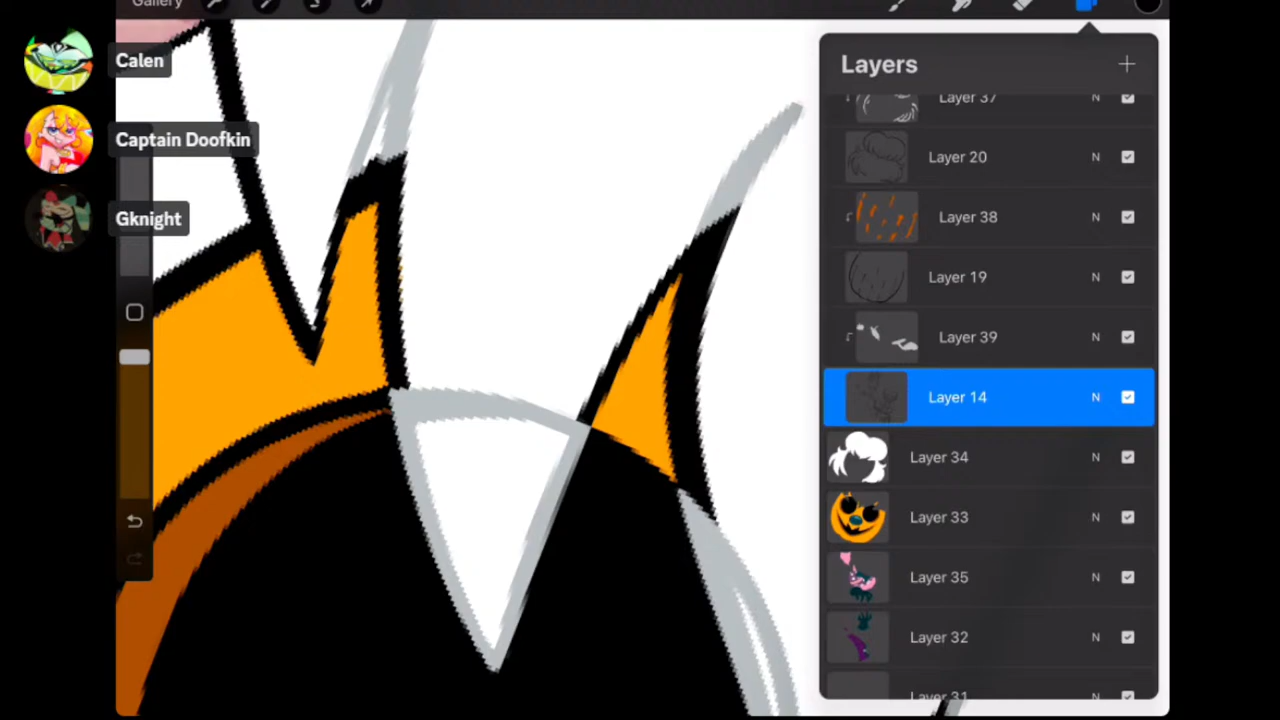 Gallery
Calen
Captain Doofkin
Gknight
Layers
Layer 37
N
Layer 20
N
Layer 38
N
Layer 19
N
Layer 39
N
Layer 14
N
Layer 34
N
Layer 33
N
Layer 35
N
Layer 32
N
Layer 31
N